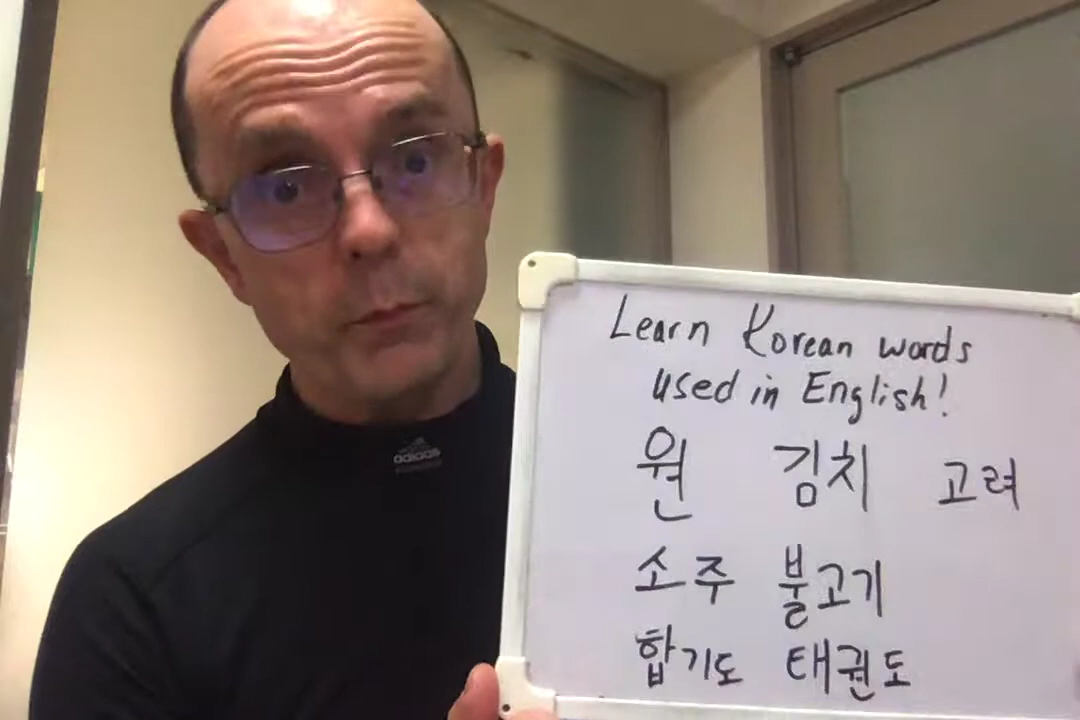 adidas
Learn Korean words
used in English!
원 김치 고려
소주 불고기
합기도 태권도